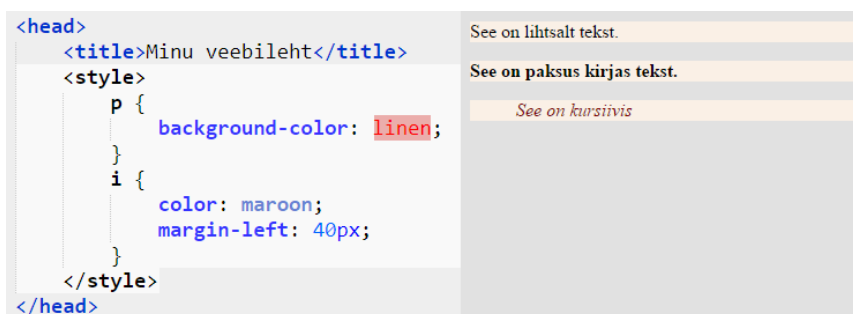 <head>
<title>Minu veebileht</title>
<style>
p {
background-color: linen;
}
i {
color: maroon;
margin-left: 40px;
}
</style>
</head>
See on lihtsalt tekst.
See on paksus kirjas tekst.
See on kursiivis